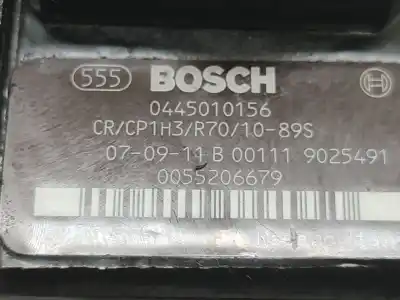 555 BOSCH
0445010156
CR/CP1H3/R70/10-89S
07-09-11 B 00111 9025491
0055206679